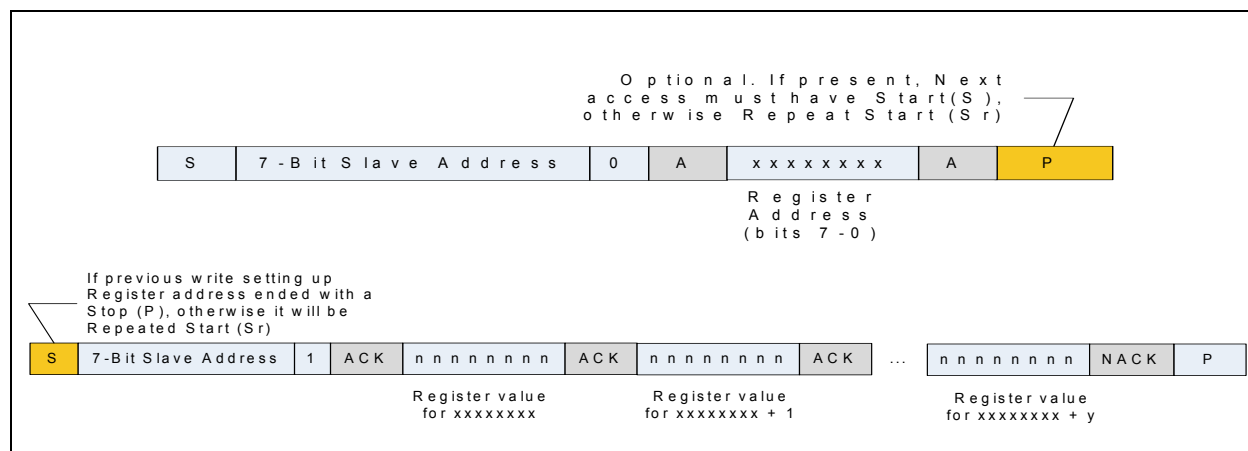 Optional. If present, Next
access must have Start(S),
otherwise Repeat Start (Sr)
S 7-Bit Slave Address 0 A xxxxxxxx A P
Register
Address
(bits 7-0)
If previous write setting up
Register address ended with a
Stop (P), otherwise it will be
Repeated Start (Sr)
S 7-Bit Slave Address 1 ACK nnnnnnnn ACK nnnnnnnn ACK ... nnnnnnnn NACK P
Register value
for xxxxxxxx
Register value
for xxxxxxxx + 1
Register value
for xxxxxxxx + y